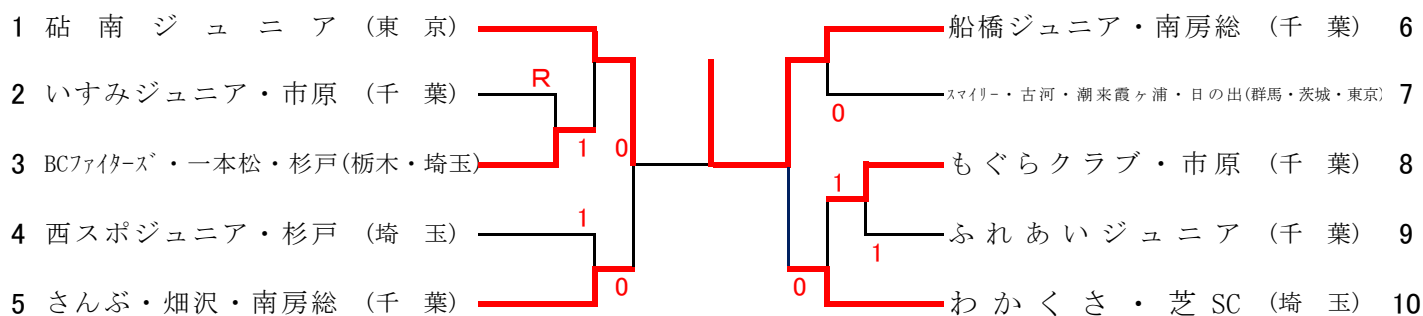 1 砧南ジュニア (東 京)
R
2 いすみジュニア・市原 (千 葉)
1 0
3 BCファイターズ・一本松・杉戸(栃木・埼玉)
1
4 西スポジュニア・杉戸 (埼 玉)
0
5 さんぶ・畑沢・南房総 (千 葉)
船橋ジュニア・南房総 (千 葉) 6
スマイリー・古河・潮来霞ヶ浦・日の出(群馬・茨城・東京) 7
0
もぐらクラブ・市原 (千 葉) 8
1
ふれあいジュニア (千 葉) 9
1
0
わかくさ・芝SC (埼 玉) 10